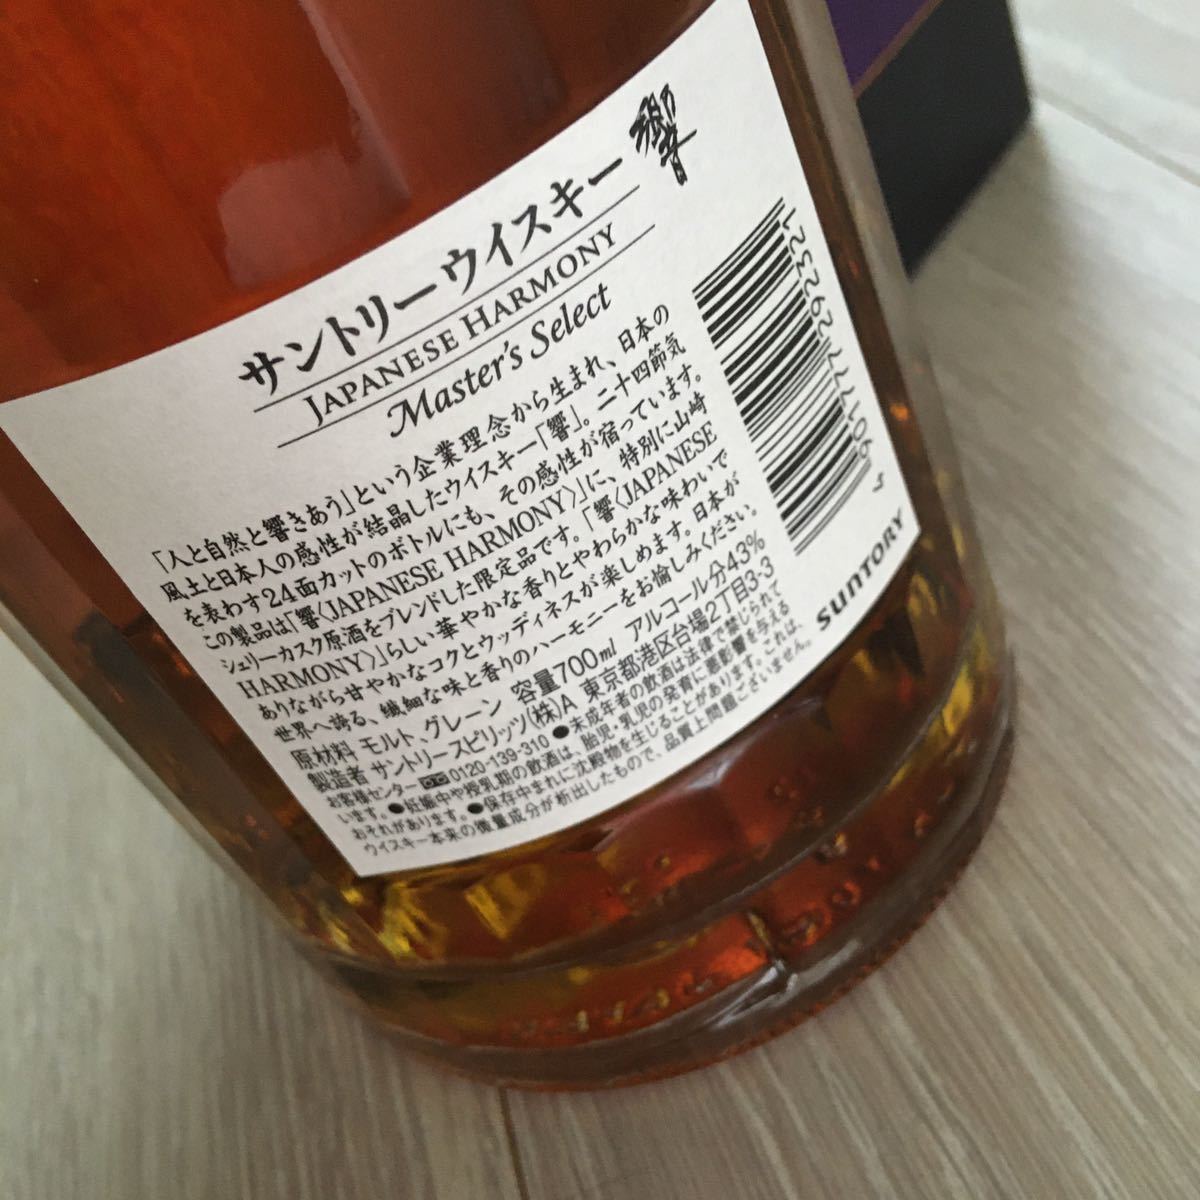 響
サントリーウイスキー
JAPANESE HARMONY
Master's Select
「人と自然と響きあう」という企業理念から生まれ、日本の
風土と日本人の感性が結晶したウイスキー「響」。二十四節気
を表わす24面カットのボトルにも、その感性が宿っています。
この製品は「響〈JAPANESE HARMONY〉」に、特別に山崎
シェリーカスク原酒をブレンドした限定品です。「響〈JAPANESE
HARMONY〉」らしい華やかな香りとやわらかな味わいで
ありながら甘やかなコクとウッディネスが楽しめます。日本が
世界へ誇る、繊細な味と香りのハーモニーをお愉しみください。
原材料 モルト、グレーン 容量700ml アルコール分43%
製造者 サントリースピリッツ(株)A 東京都港区台場2丁目3-3
お客様センター 0120-139-310 ●未成年者の飲酒は法律で禁じられて
います。●妊娠中や授乳期の飲酒は、胎児・乳児の発育に悪影響を与える
おそれがあります。●保存中まれに沈殿物を生じることがあります。これは、
ウイスキー本来の微量成分が析出したもので、品質上問題ございません。
4 901777 292321
SUNTORY